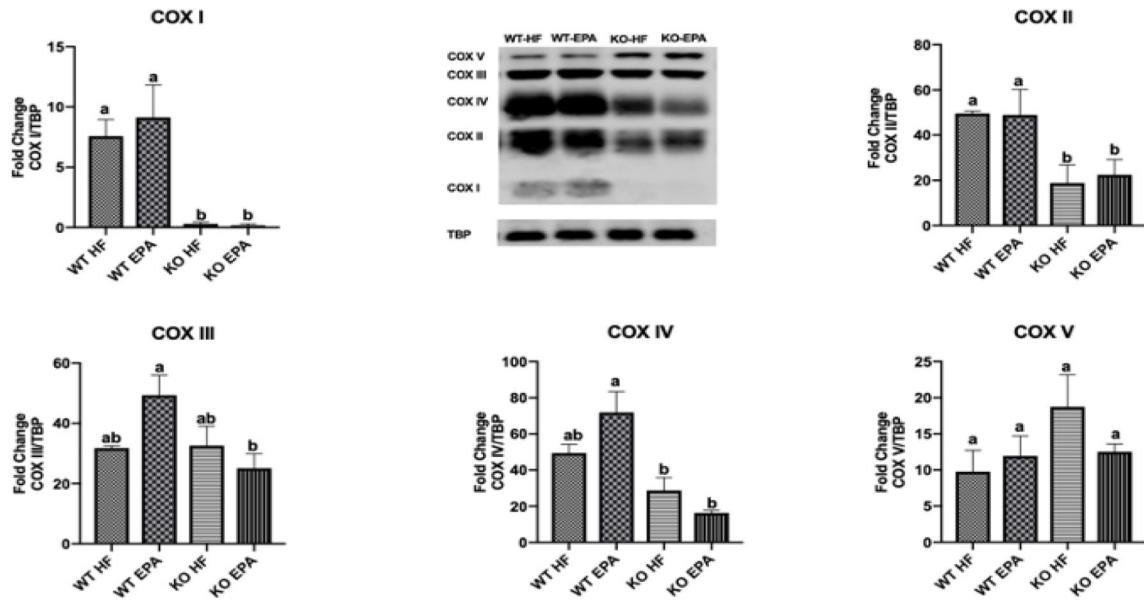 COX I
Fold Change
COX I/TBP
15
10
5
0
a
a
b
b
WT HF
WT EPA
KO HF
KO EPA
WT-HF WT-EPA KO-HF KO-EPA
COX V
COX III
COX IV
COX II
COX I
TBP
COX II
Fold Change
COX II/TBP
80
60
40
20
0
a
a
b
b
WT HF
WT EPA
KO HF
KO EPA
COX III
Fold Change
COX III/TBP
60
40
20
0
ab
a
ab
b
WT HF
WT EPA
KO HF
KO EPA
COX IV
Fold Change
COX IV/TBP
100
80
60
40
20
0
ab
a
b
b
WT HF
WT EPA
KO HF
KO EPA
COX V
Fold Change
COX V/TBP
25
20
15
10
5
0
a
a
a
a
WT HF
WT EPA
KO HF
KO EPA